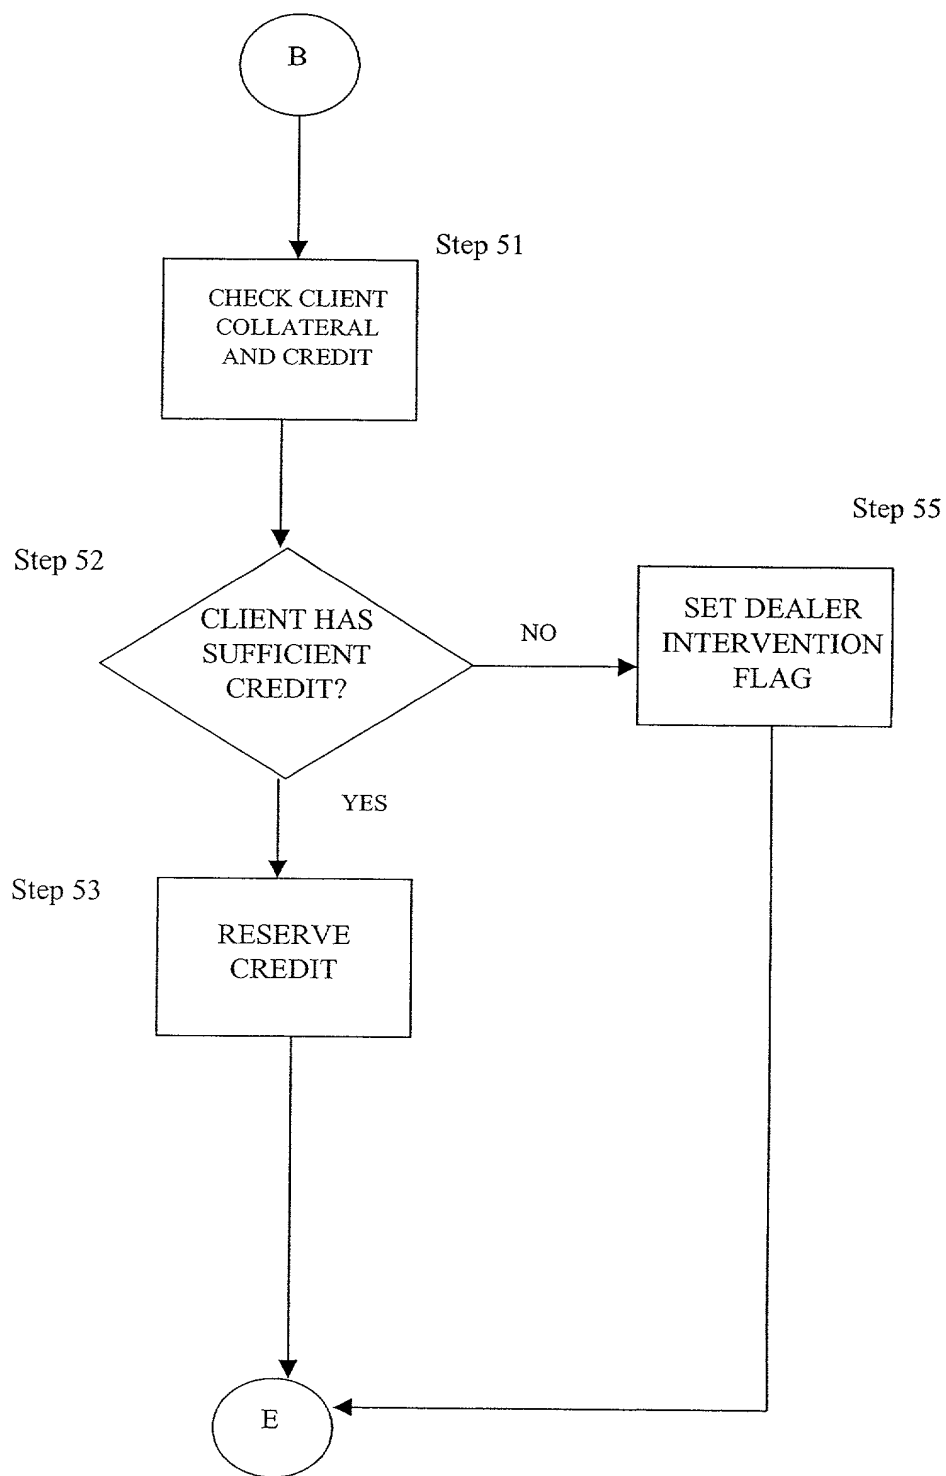 B
Step 51
CHECK CLIENT
COLLATERAL
AND CREDIT
Step 55
Step 52
CLIENT HAS
SUFFICIENT
CREDIT?
NO
SET DEALER
INTERVENTION
FLAG
YES
Step 53
RESERVE
CREDIT
E